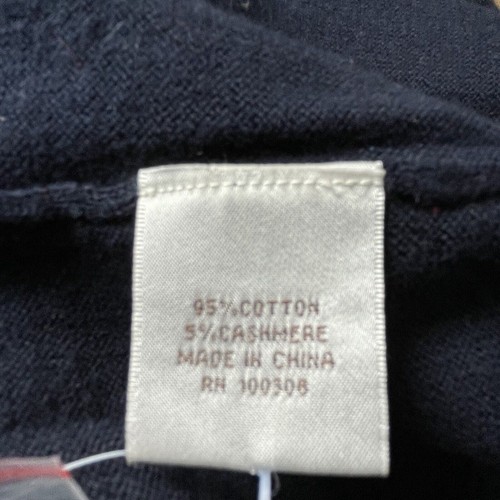 95% COTTON
5% CASHMERE
MADE IN CHINA
RN 100308